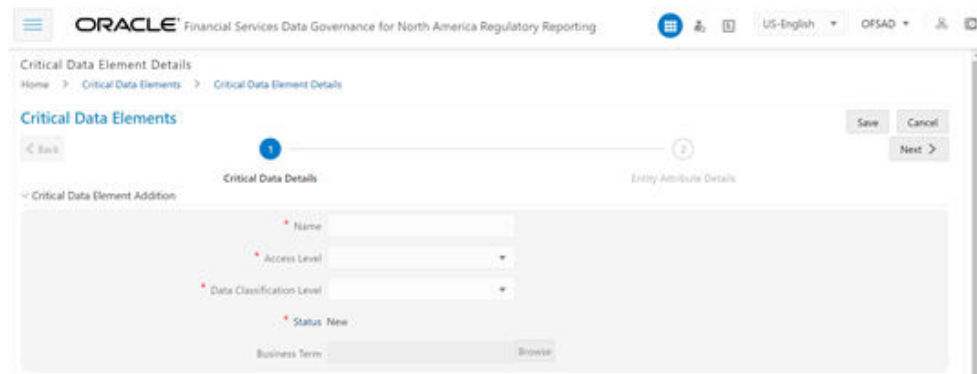 ORACLE Financial Services Data Governance for North America Regulatory Reporting US-English OFSAD
Critical Data Element Details
Home > Critical Data Elements > Critical Data Element Details
Critical Data Elements Save Cancel
< Back 1 2 Next >
Critical Data Details Entity Attribute Details
Critical Data Element Addition
* Name
* Access Level
* Data Classification Level
* Status New
Business Term Browse